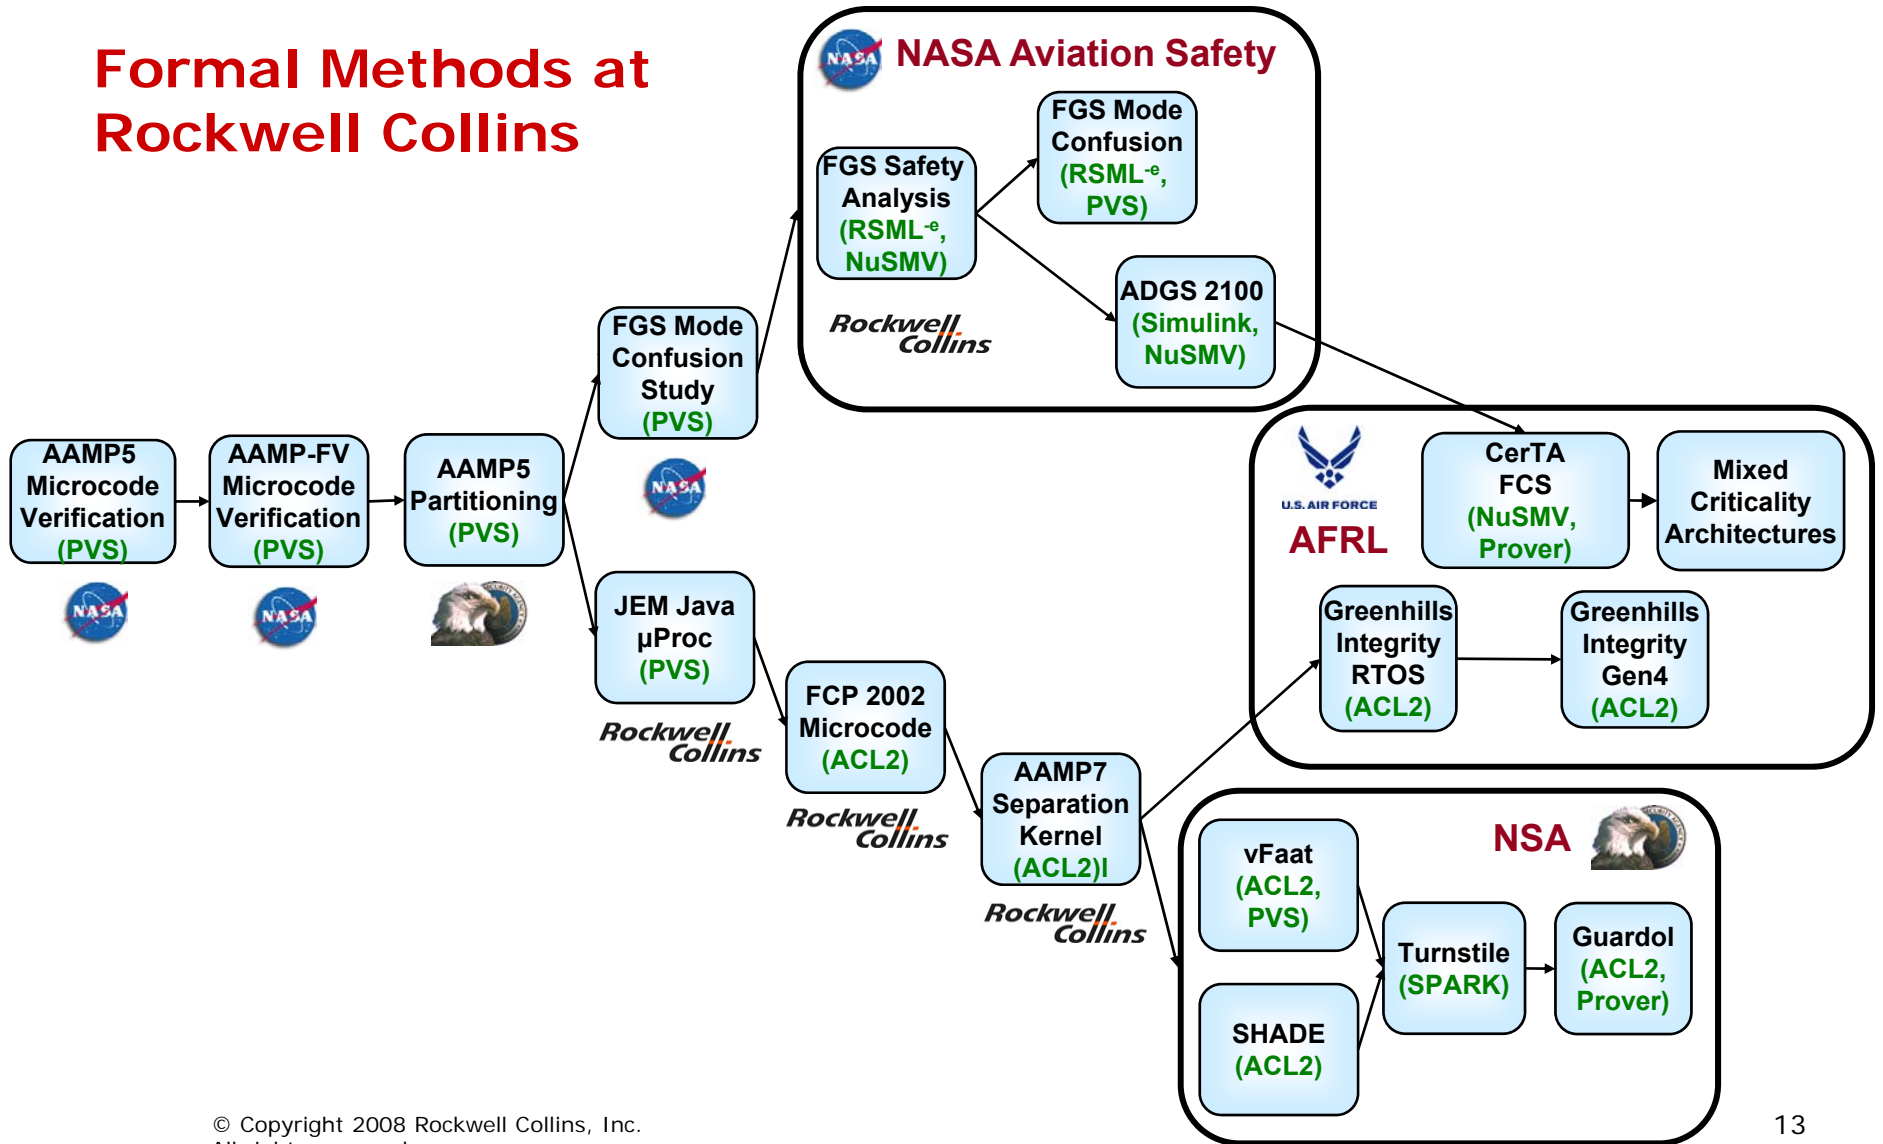 Formal Methods at
Rockwell Collins
NASA
NASA Aviation Safety
FGS Safety
Analysis
(RSML-e,
NuSMV)
FGS Mode
Confusion
(RSML-e,
PVS)
ADGS 2100
(Simulink,
NuSMV)
Rockwell
Collins
FGS Mode
Confusion
Study
(PVS)
NASA
AAMP5
Microcode
Verification
(PVS)
NASA
AAMP-FV
Microcode
Verification
(PVS)
NASA
AAMP5
Partitioning
(PVS)
JEM Java
µProc
(PVS)
Rockwell
Collins
FCP 2002
Microcode
(ACL2)
Rockwell
Collins
AAMP7
Separation
Kernel
(ACL2)l
Rockwell
Collins
U.S. AIR FORCE
AFRL
CerTA
FCS
(NuSMV,
Prover)
Mixed
Criticality
Architectures
Greenhills
Integrity
RTOS
(ACL2)
Greenhills
Integrity
Gen4
(ACL2)
NSA
vFaat
(ACL2,
PVS)
SHADE
(ACL2)
Turnstile
(SPARK)
Guardol
(ACL2,
Prover)
© Copyright 2008 Rockwell Collins, Inc.
13